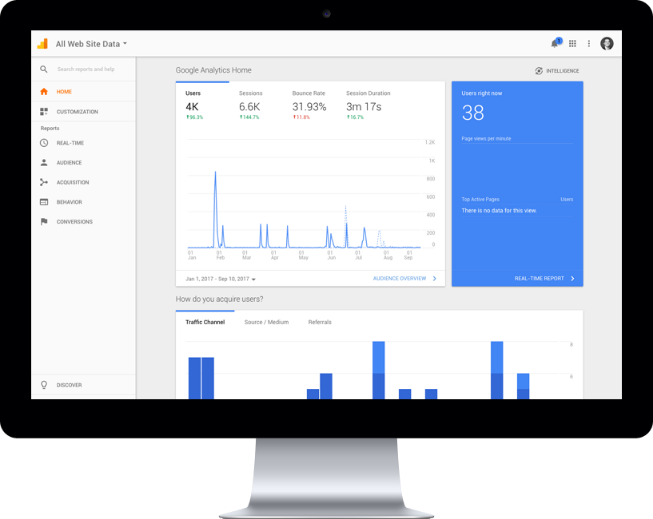 All Web Site Data
1
Search reports and help
HOME
CUSTOMIZATION
Reports
REAL-TIME
AUDIENCE
ACQUISITION
BEHAVIOR
CONVERSIONS
DISCOVER
Google Analytics Home
INTELLIGENCE
Users Sessions Bounce Rate Session Duration
4K 6.6K 31.93% 3m 17s
144.7% 11.8% 16.7%
1.2K
1K
800
600
400
200
0
01 01 01 01 01 01 01 01 01
Jan Feb Mar Apr May Jun Jul Aug Sep
Jan 1, 2017 - Sep 10, 2017
AUDIENCE OVERVIEW
Users right now
38
Page views per minute
Top Active Pages Users
There is no data for this view.
REAL-TIME REPORT
How do you acquire users?
Traffic Channel Source / Medium Referrals
8
6